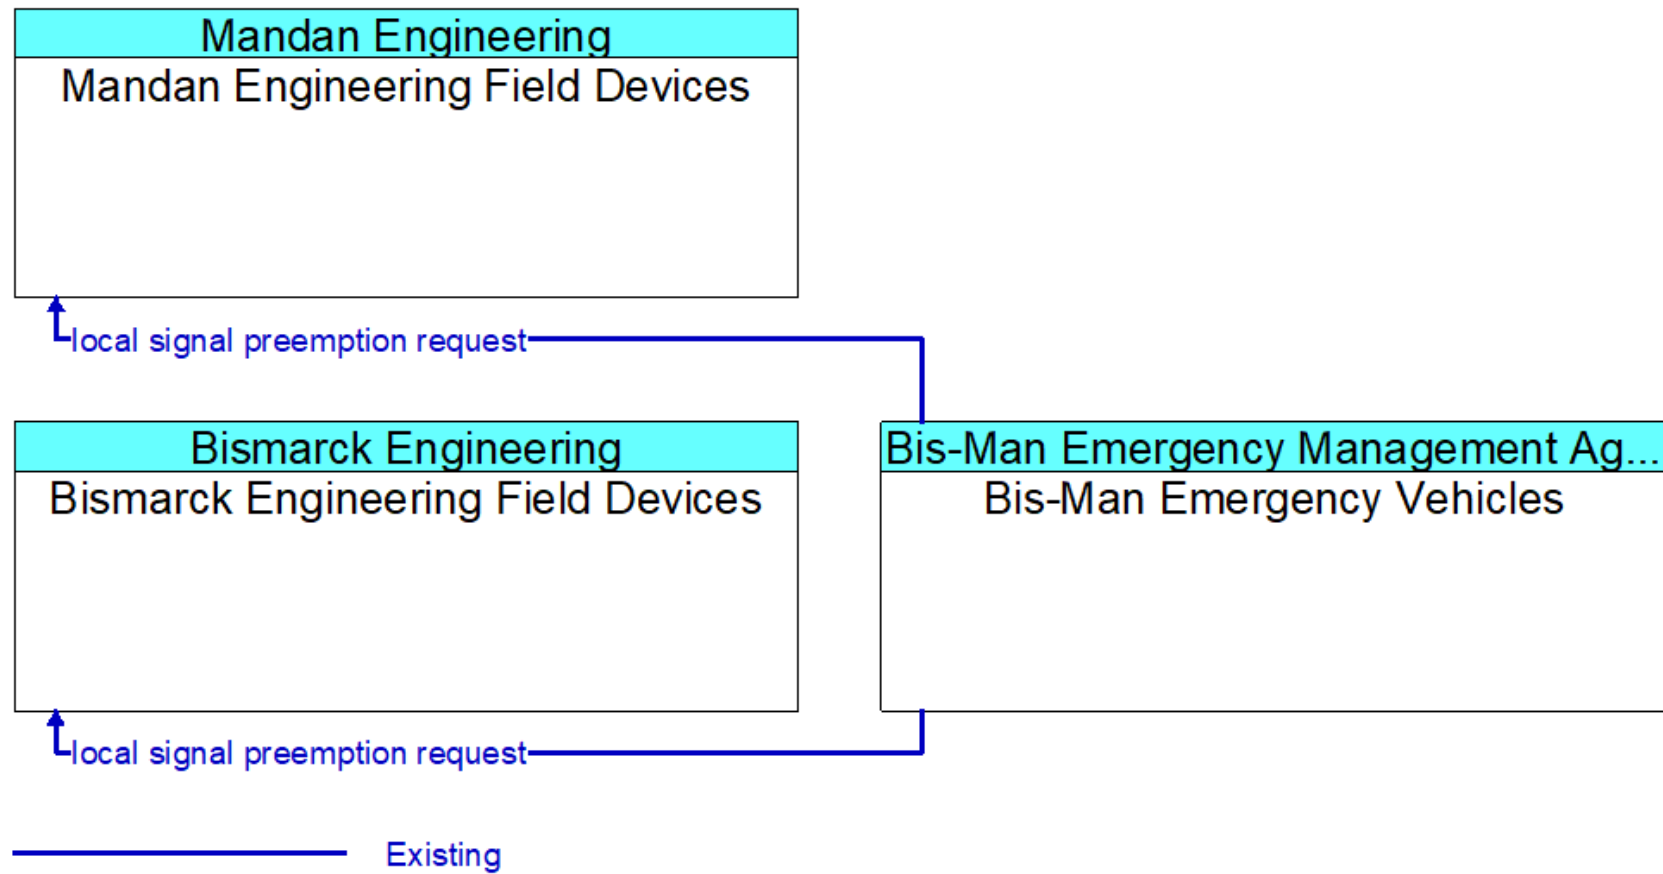 Mandan Engineering
Mandan Engineering Field Devices
local signal preemption request
Bismarck Engineering
Bismarck Engineering Field Devices
Bis-Man Emergency Management Ag...
Bis-Man Emergency Vehicles
local signal preemption request
Existing